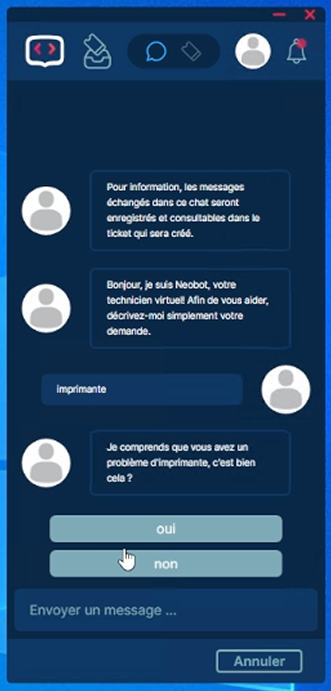 Pour information, les messages
échangés dans ce chat seront
enregistrés et consultables dans le
ticket qui sera créé.
Bonjour, je suis Neobot, votre
technicien virtuel! Afin de vous aider,
décrivez-moi simplement votre
demande.
imprimante
Je comprends que vous avez un
problème d'imprimante, c'est bien
cela ?
oui
non
Envoyer un message ...
Annuler